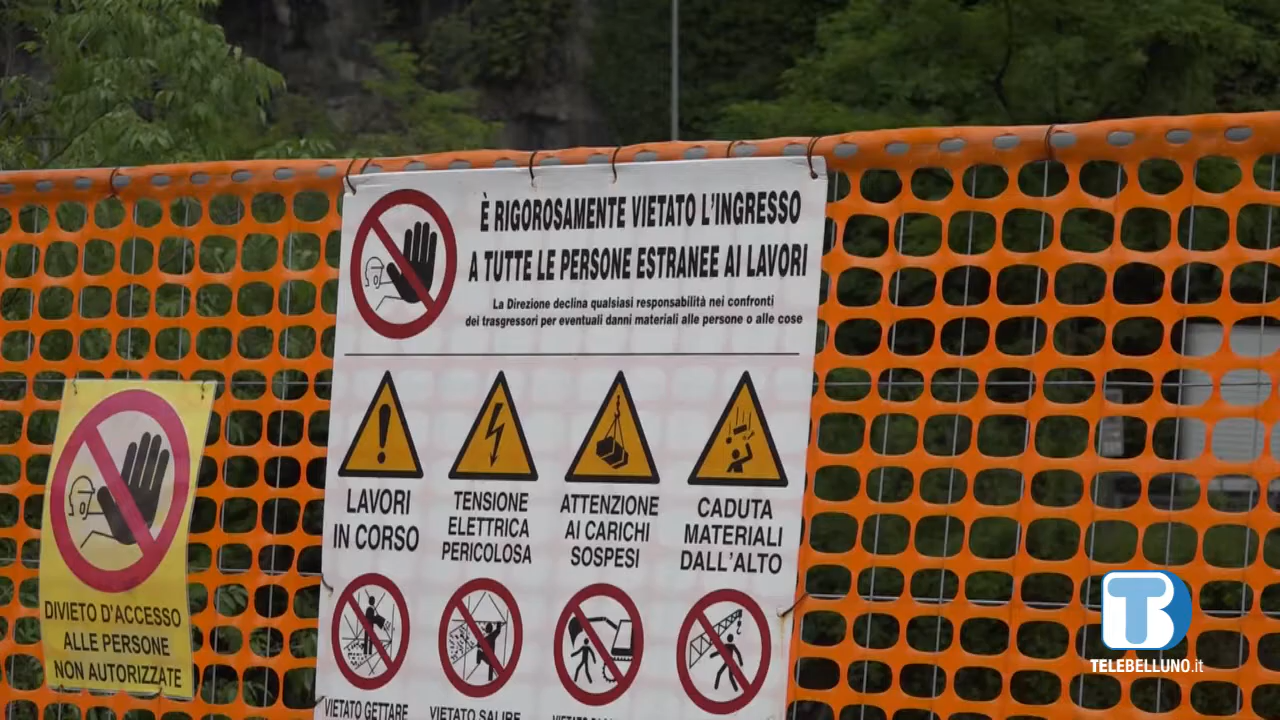 È RIGOROSAMENTE VIETATO L'INGRESSO
A TUTTE LE PERSONE ESTRANEE AI LAVORI
La Direzione declina qualsiasi responsabilità nei confronti
dei trasgressori per eventuali danni materiali alle persone o alle cose
LAVORI
IN CORSO
TENSIONE
ELETTRICA
PERICOLOSA
ATTENZIONE
AI CARICHI
SOSPESI
CADUTA
MATERIALI
DALL'ALTO
VIETATO GETTARE
VIETATO SALIRE
DIVIETO D'ACCESSO
ALLE PERSONE
NON AUTORIZZATE
TB
TELEBELLUNO.it